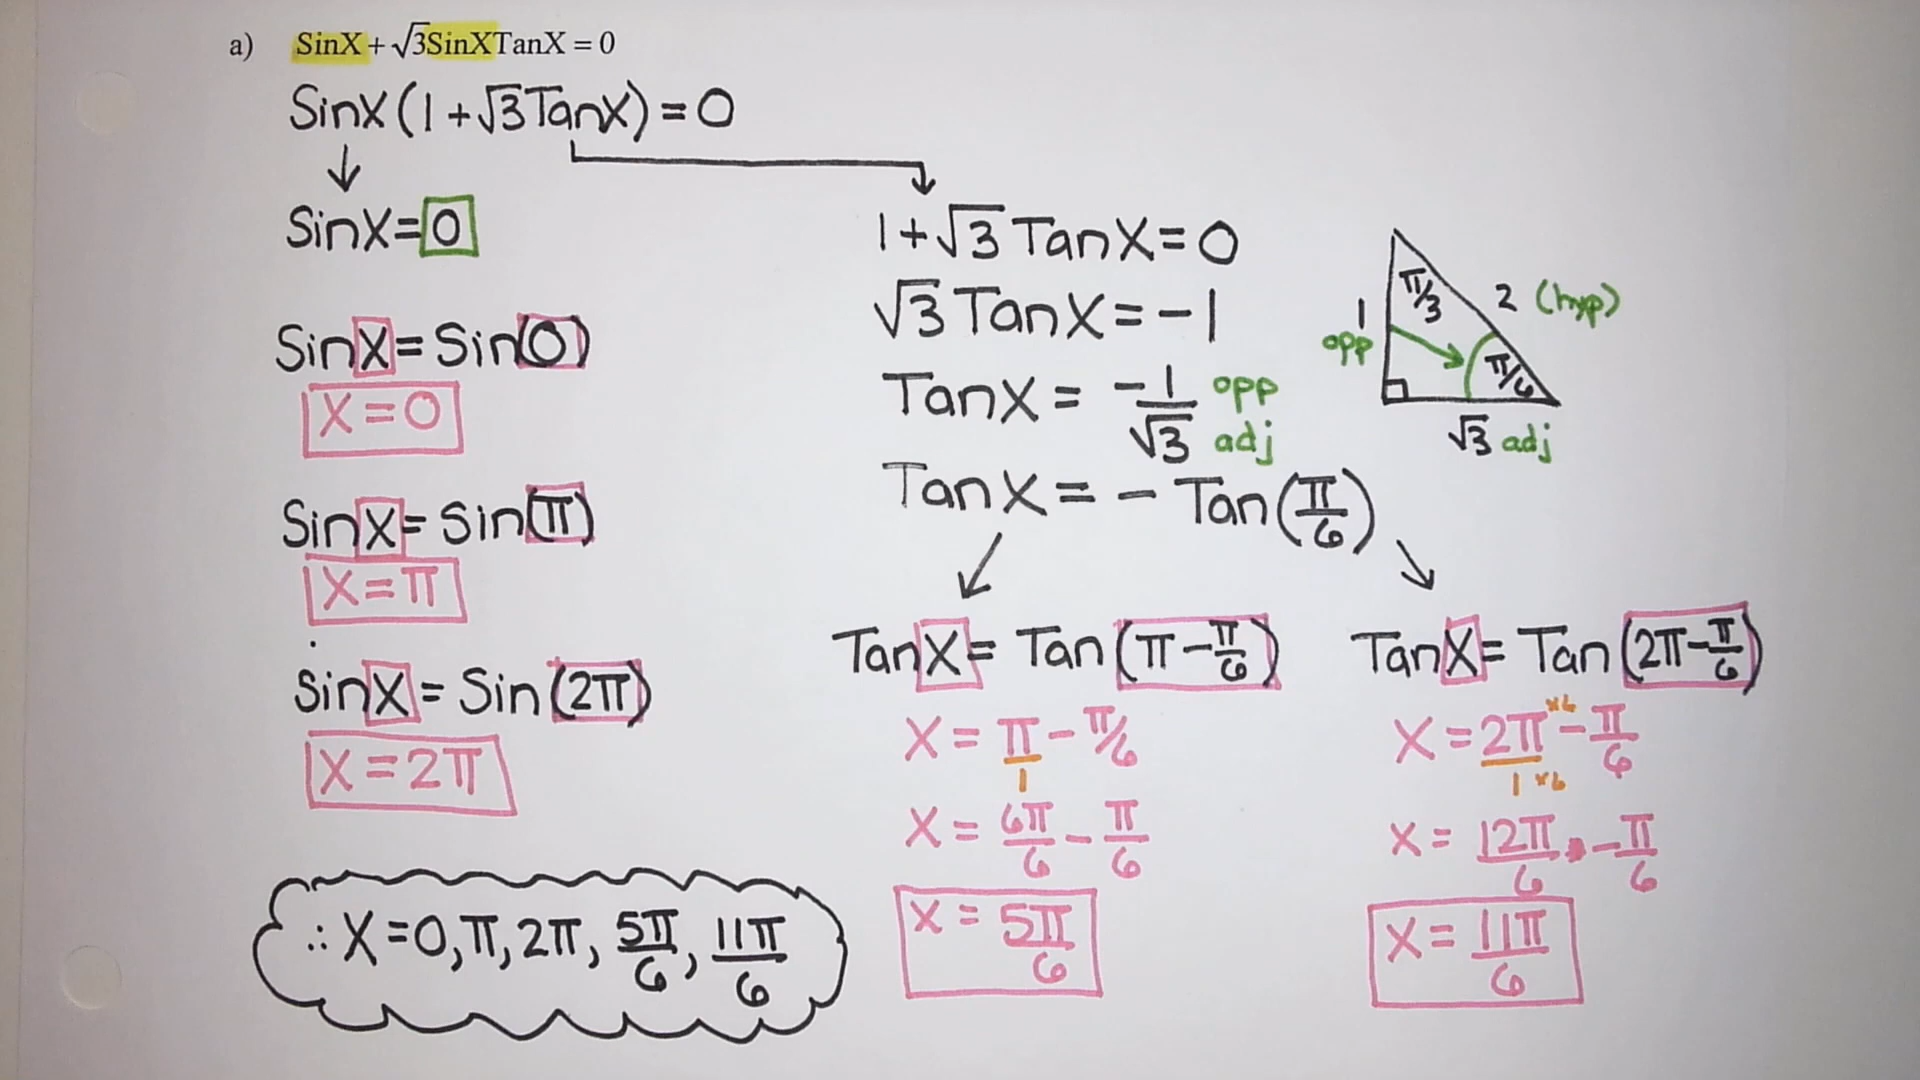 a) SinX + √3SinXTanX = 0
SinX(1 + √3TanX) = 0
SinX = 0
SinX = Sin(0)
X = 0
SinX = Sin(π)
X = π
SinX = Sin(2π)
X = 2π
∴ X = 0, π, 2π, 5π/6, 11π/6
1 + √3 TanX = 0
√3 TanX = -1
TanX = -1/√3 opp/adj
TanX = - Tan(π/6)
π/3
1
opp
2 (hyp)
π/6
√3 adj
TanX = Tan(π - π/6)
X = π/1 - π/6
X = 6π/6 - π/6
X = 5π/6
TanX = Tan(2π - π/6)
X = 2π/1 - π/6
x6
x6
X = 12π/6 - π/6
X = 11π/6